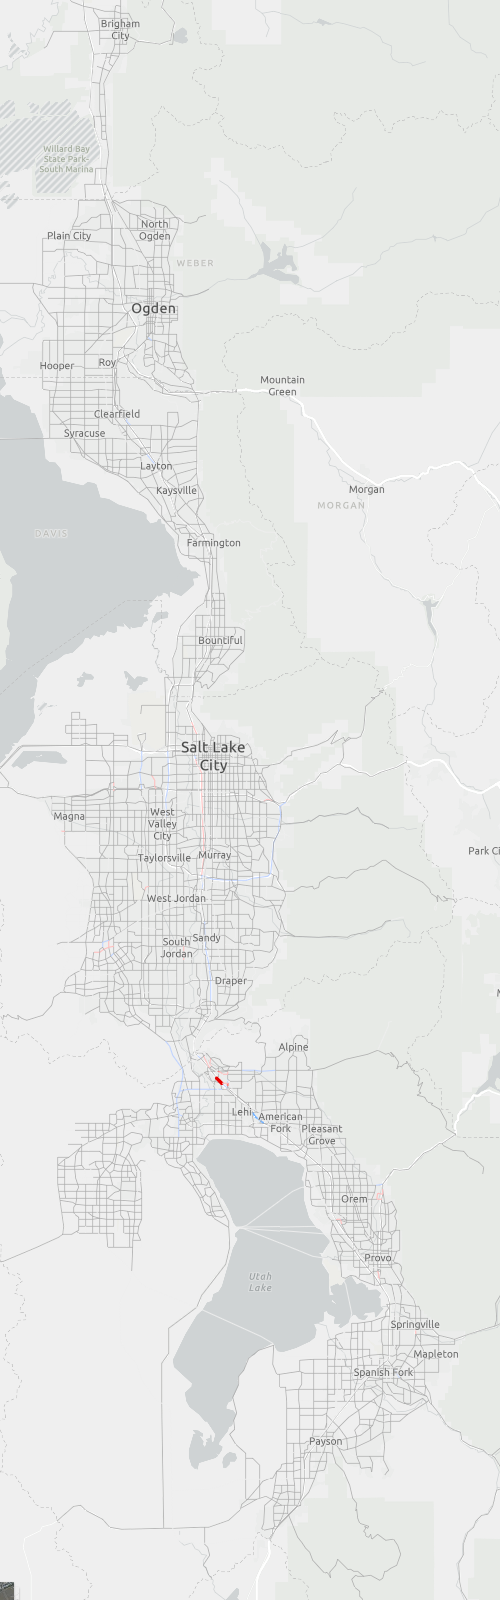 Brigham
City
Willard Bay
State Park-
South Marina
North
Ogden
Plain City
WEBER
Ogden
Roy
Hooper
Mountain
Green
Clearfield
Syracuse
Layton
Kaysville
Morgan
MORGAN
DAVIS
Farmington
Bountiful
Salt Lake
City
Magna
West
Valley
City
Taylorsville
Murray
Park Ci
West Jordan
South
Jordan
Sandy
Draper
Alpine
Lehi
American
Fork
Pleasant
Grove
Orem
Provo
Utah
Lake
Springville
Mapleton
Spanish Fork
Payson